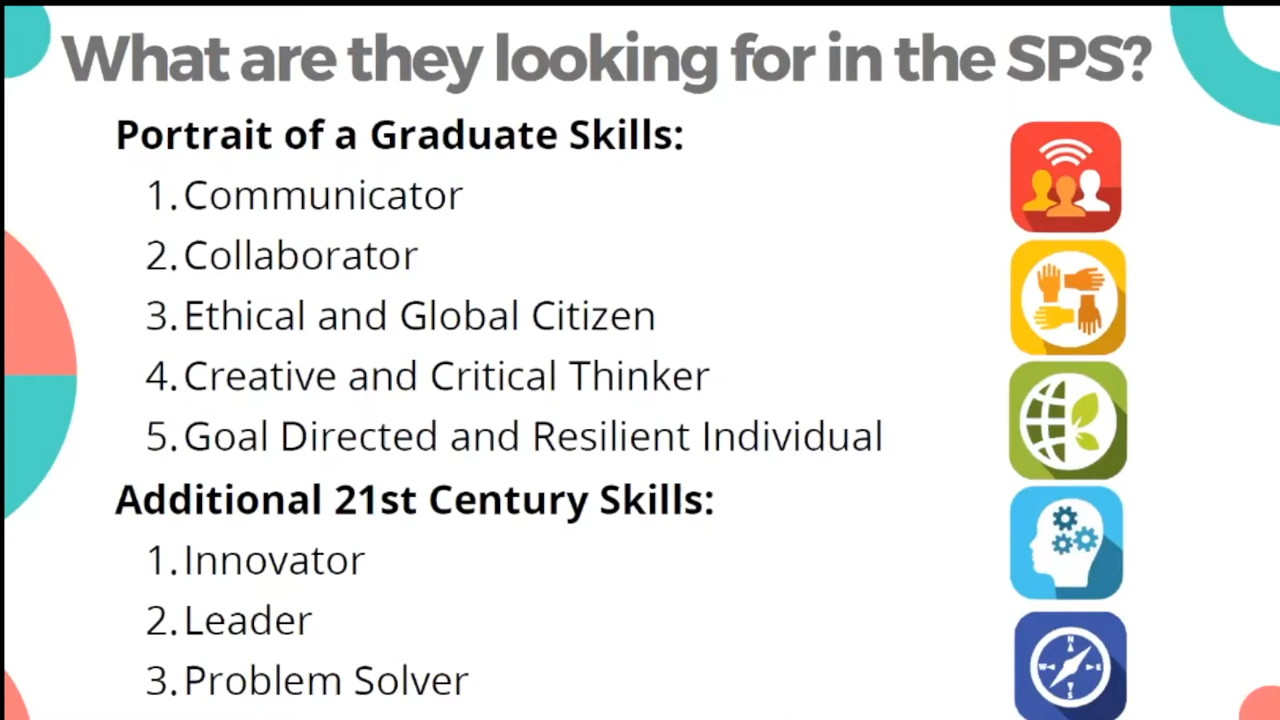 What are they looking for in the SPS?
Portrait of a Graduate Skills:
1. Communicator
2. Collaborator
3. Ethical and Global Citizen
4. Creative and Critical Thinker
5. Goal Directed and Resilient Individual
Additional 21st Century Skills:
1. Innovator
2. Leader
3. Problem Solver
N
W E
S